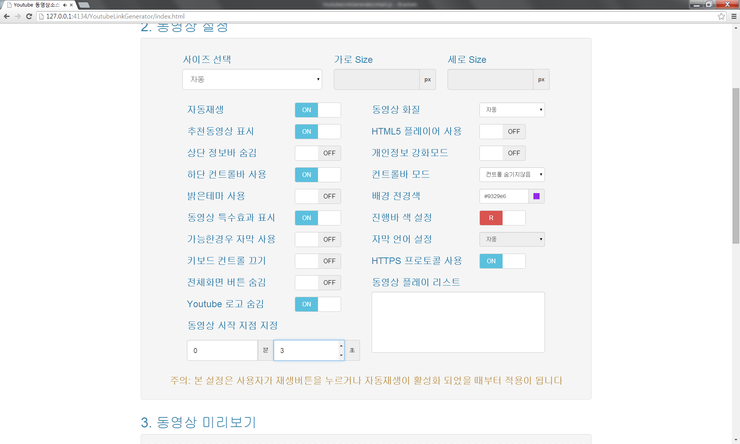 Youtube 동영상소스
127.0.0.1:4134/YoutubeLinkGenerator/index.html
2. 동영상 설정
사이즈 선택 가로 Size 세로 Size
자동 px px
자동재생 ON 동영상 화질 자동
추천동영상 표시 ON HTML5 플레이어 사용 OFF
상단 정보바 숨김 OFF 개인정보 강화모드 OFF
하단 컨트롤바 사용 ON 컨트롤바 모드 컨트롤 숨기지않음
밝은테마 사용 OFF 배경 전경색 #9329e6
동영상 특수효과 표시 ON 진행바 색 설정 R
가능한경우 자막 사용 OFF 자막 언어 설정 자동
키보드 컨트롤 끄기 OFF HTTPS 프로토콜 사용 ON
전체화면 버튼 숨김 OFF 동영상 플레이 리스트
Youtube 로고 숨김 ON
동영상 시작 지점 지정
0 분 3 초
주의: 본 설정은 사용자가 재생버튼을 누르거나 자동재생이 활성화 되었을 때부터 적용이 됩니다
3. 동영상 미리보기